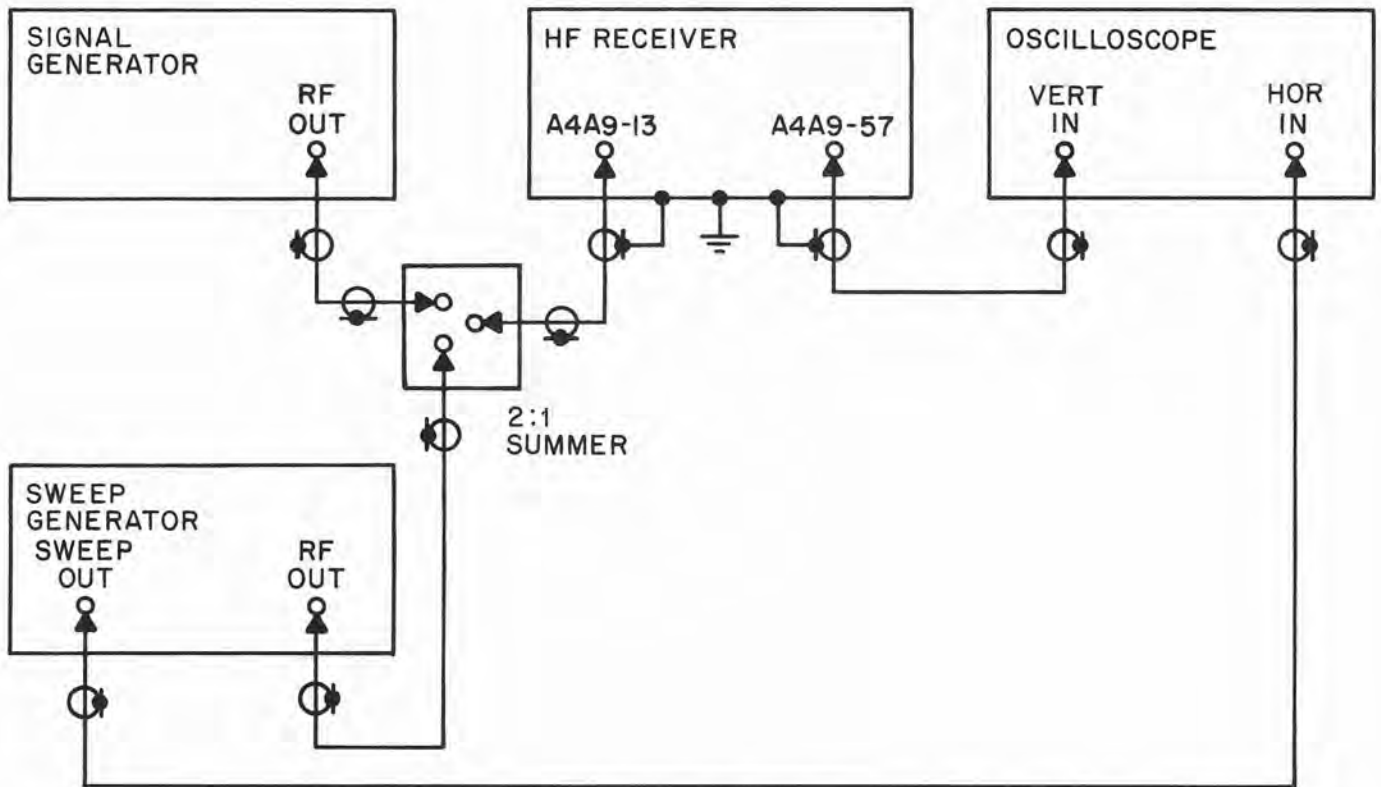 SIGNAL
GENERATOR
RF
OUT
HF RECEIVER
A4A9-13
A4A9-57
OSCILLOSCOPE
VERT
IN
HOR
IN
2:1
SUMMER
SWEEP
GENERATOR
SWEEP
OUT
RF
OUT